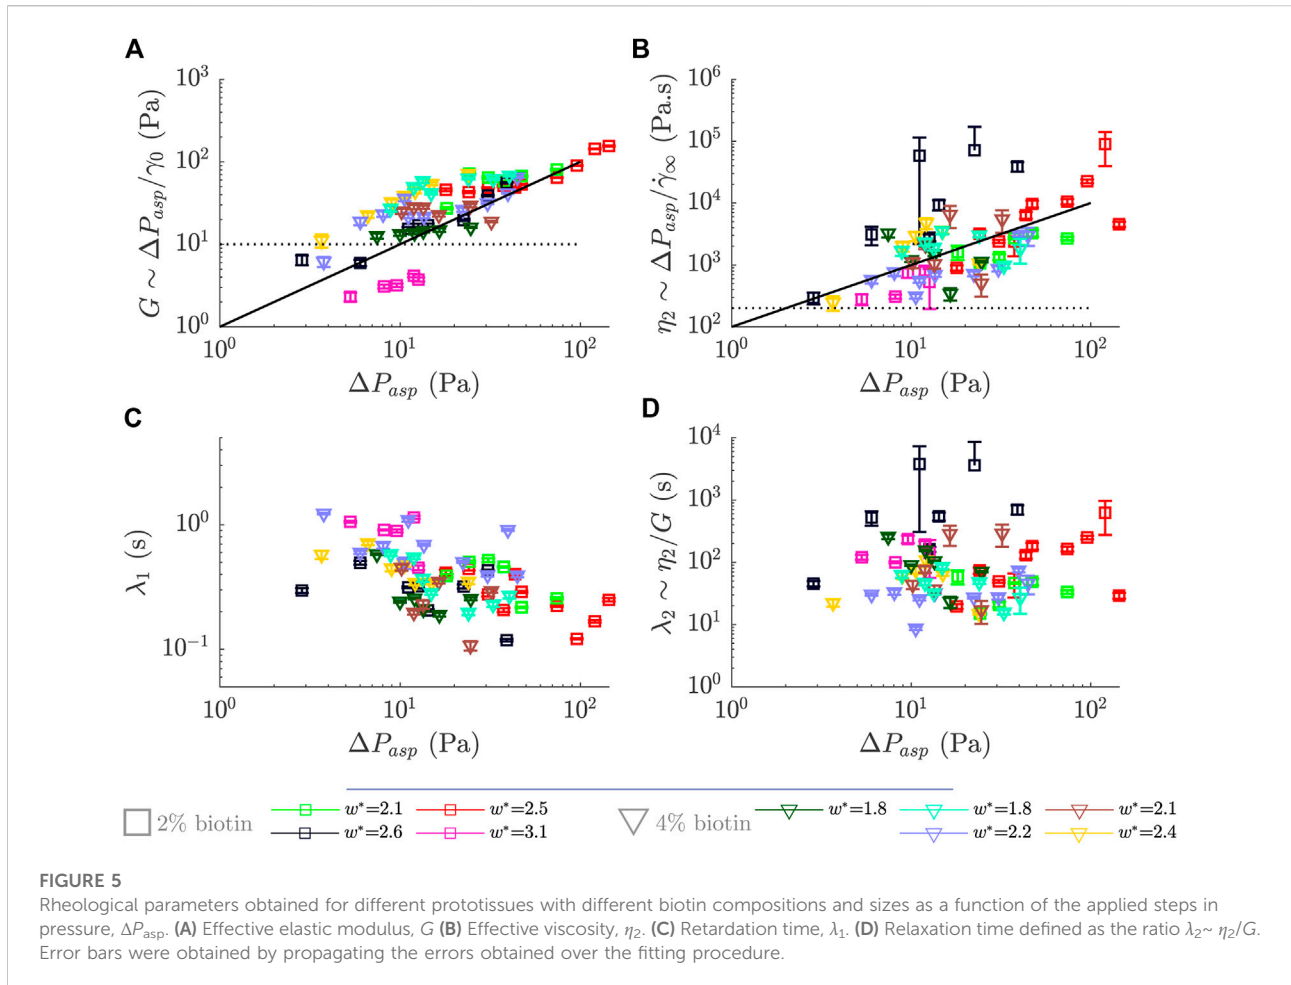 A
G ~ ΔP_asp/γ_0 (Pa)
10^3
10^2
10^1
10^0
10^0 10^1 10^2
ΔP_asp (Pa)
B
η_2 ~ ΔP_asp/γ̇_∞ (Pa.s)
10^6
10^5
10^4
10^3
10^2
10^0 10^1 10^2
ΔP_asp (Pa)
C
λ_1 (s)
10^0
10^-1
10^0 10^1 10^2
ΔP_asp (Pa)
D
λ_2 ~ η_2/G (s)
10^4
10^3
10^2
10^1
10^0
10^0 10^1 10^2
ΔP_asp (Pa)
2% biotin w*=2.1 w*=2.5
w*=2.6 w*=3.1
4% biotin w*=1.8 w*=1.8 w*=2.1
w*=2.2 w*=2.4
FIGURE 5
Rheological parameters obtained for different prototissues with different biotin compositions and sizes as a function of the applied steps in
pressure, ΔP_asp. (A) Effective elastic modulus, G (B) Effective viscosity, η_2. (C) Retardation time, λ_1. (D) Relaxation time defined as the ratio λ_2~ η_2/G.
Error bars were obtained by propagating the errors obtained over the fitting procedure.